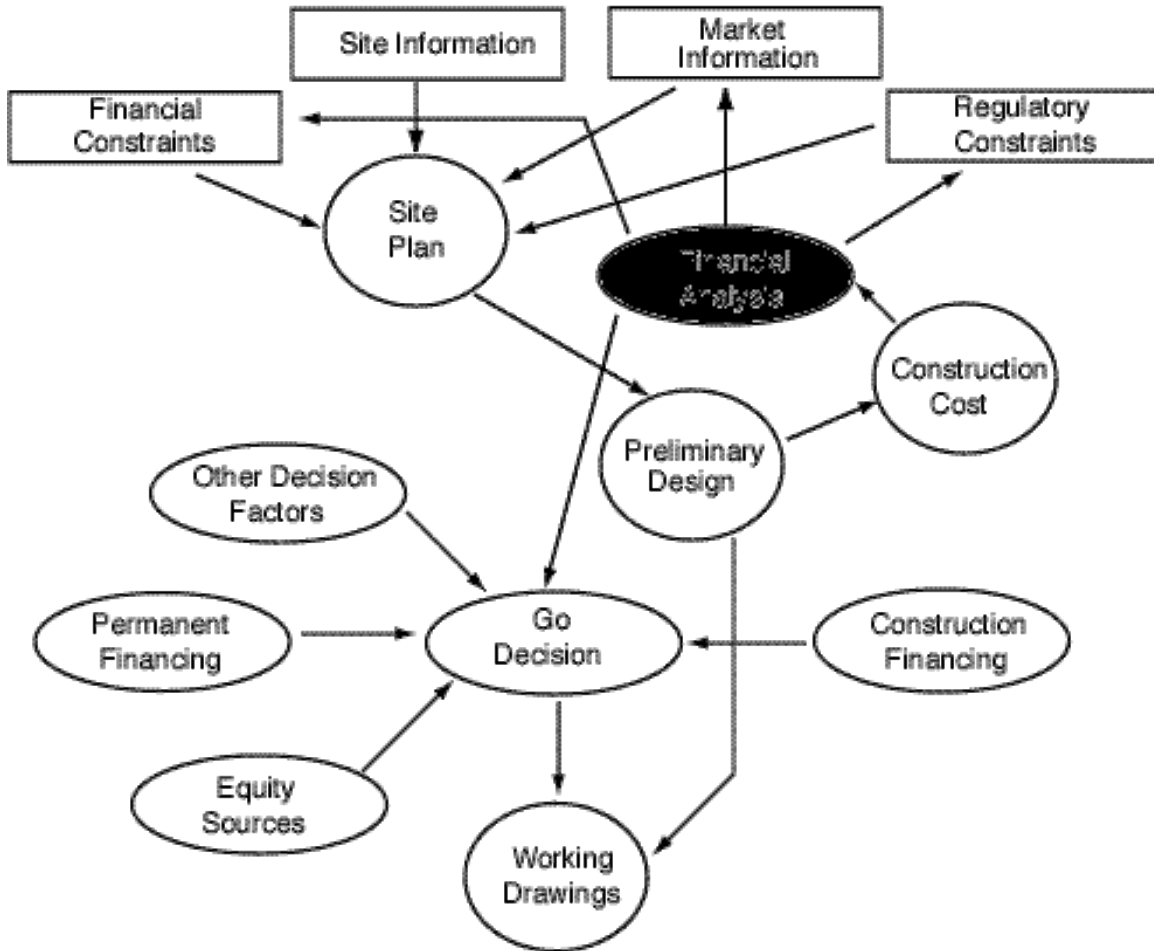 Site Information
Market
Information
Financial
Constraints
Regulatory
Constraints
Site
Plan
Financial
Analysis
Construction
Cost
Preliminary
Design
Other Decision
Factors
Permanent
Financing
Go
Decision
Construction
Financing
Equity
Sources
Working
Drawings